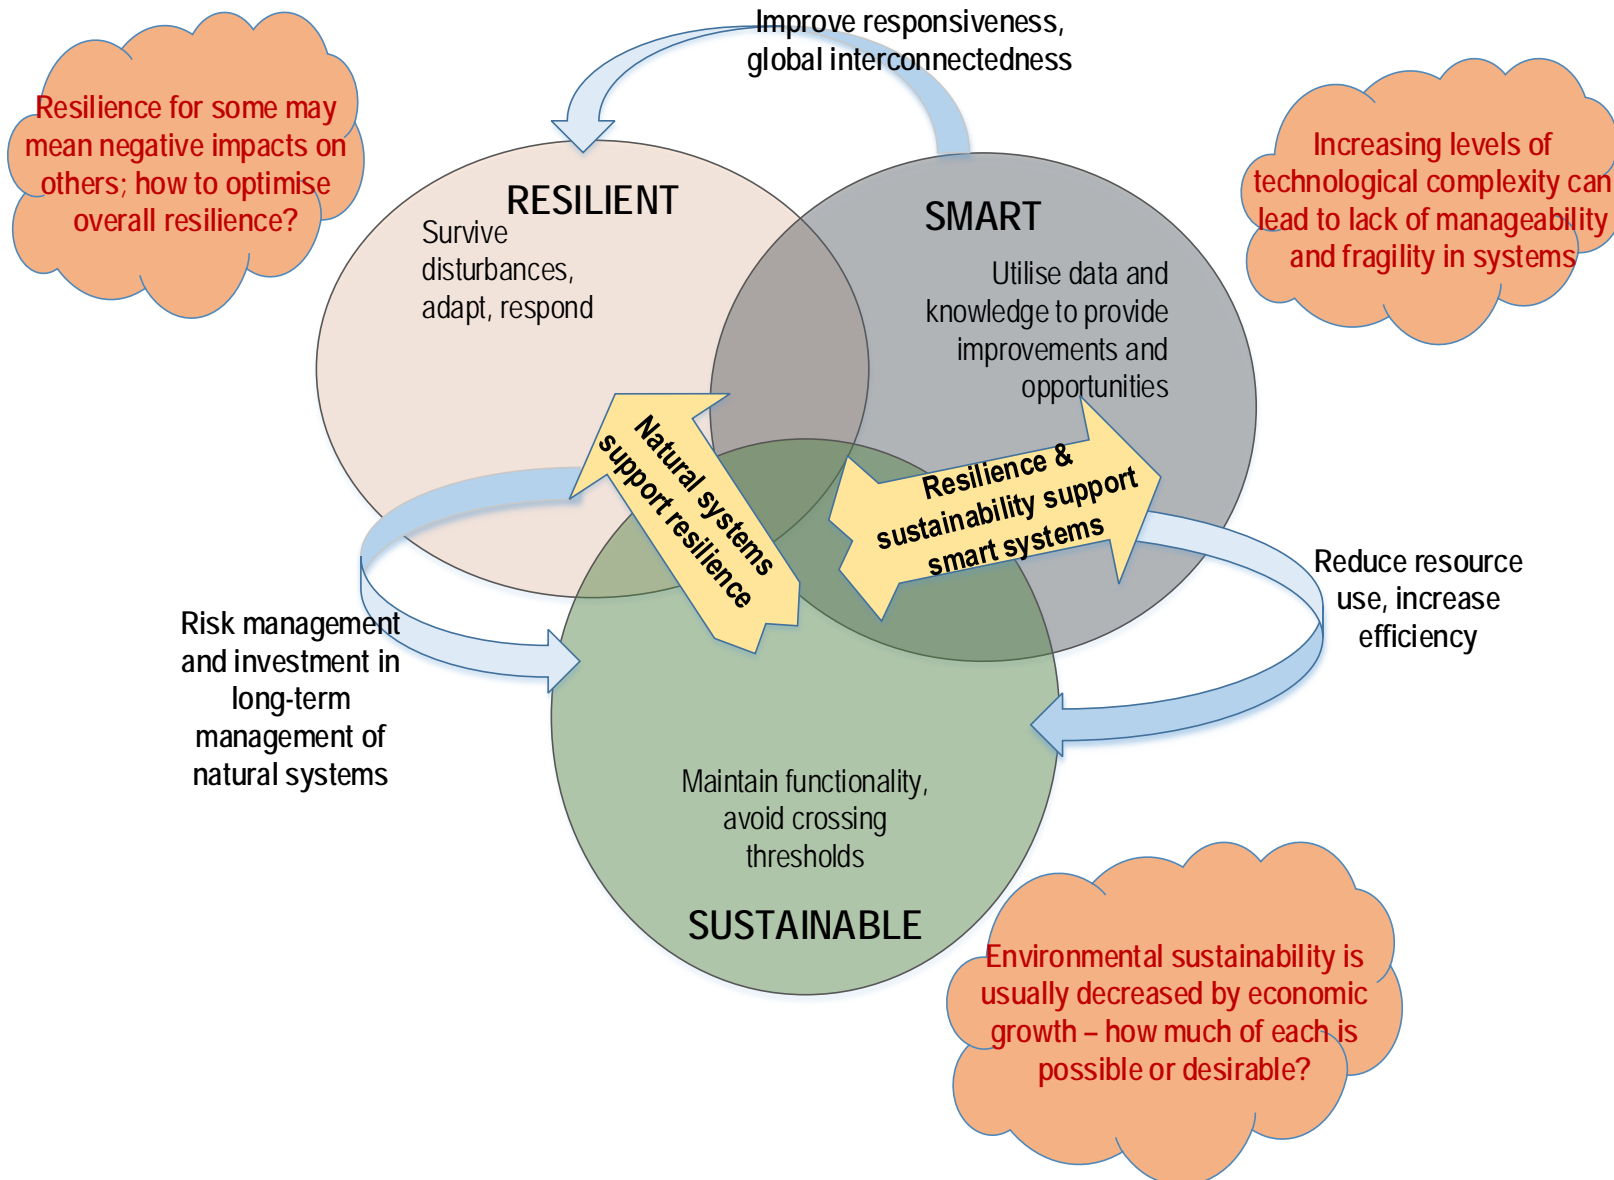 Improve responsiveness,
global interconnectedness
Resilience for some may
mean negative impacts on
others; how to optimise
overall resilience?
Increasing levels of
technological complexity can
lead to lack of manageability
and fragility in systems
RESILIENT
Survive
disturbances,
adapt, respond
SMART
Utilise data and
knowledge to provide
improvements and
opportunities
Natural systems
support resilience
Resilience &
sustainability support
smart systems
Risk management
and investment in
long-term
management of
natural systems
Reduce resource
use, increase
efficiency
Maintain functionality,
avoid crossing
thresholds
SUSTAINABLE
Environmental sustainability is
usually decreased by economic
growth – how much of each is
possible or desirable?